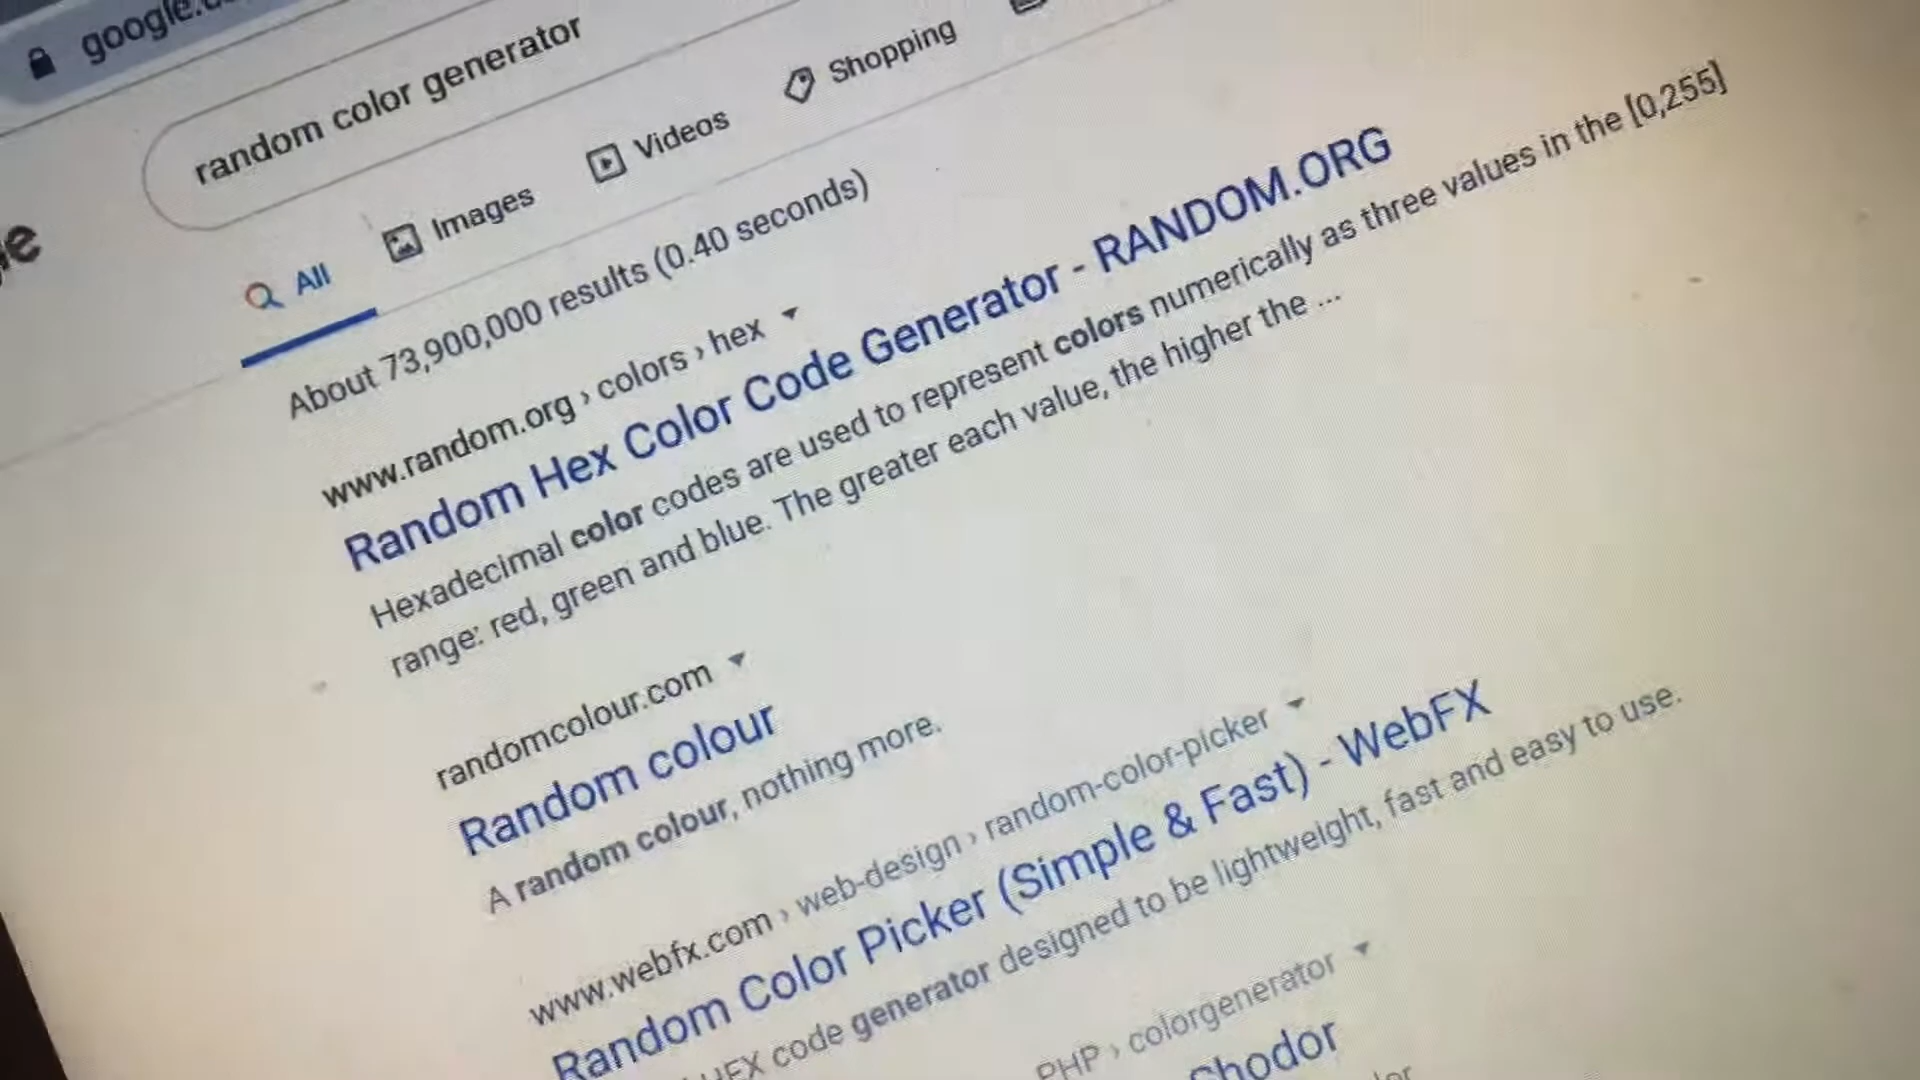 google.
random color generator
All
Images
Videos
Shopping
About 73,900,000 results (0.40 seconds)
www.random.org › colors › hex
Random Hex Color Code Generator - RANDOM.ORG
Hexadecimal color codes are used to represent colors numerically as three values in the [0,255]
range: red, green and blue. The greater each value, the higher the ...
randomcolour.com
Random colour
A random colour, nothing more.
www.webfx.com › web-design › random-color-picker
Random Color Picker (Simple & Fast) - WebFX
code generator designed to be lightweight, fast and easy to use.
PHP › colorgenerator
Shodor